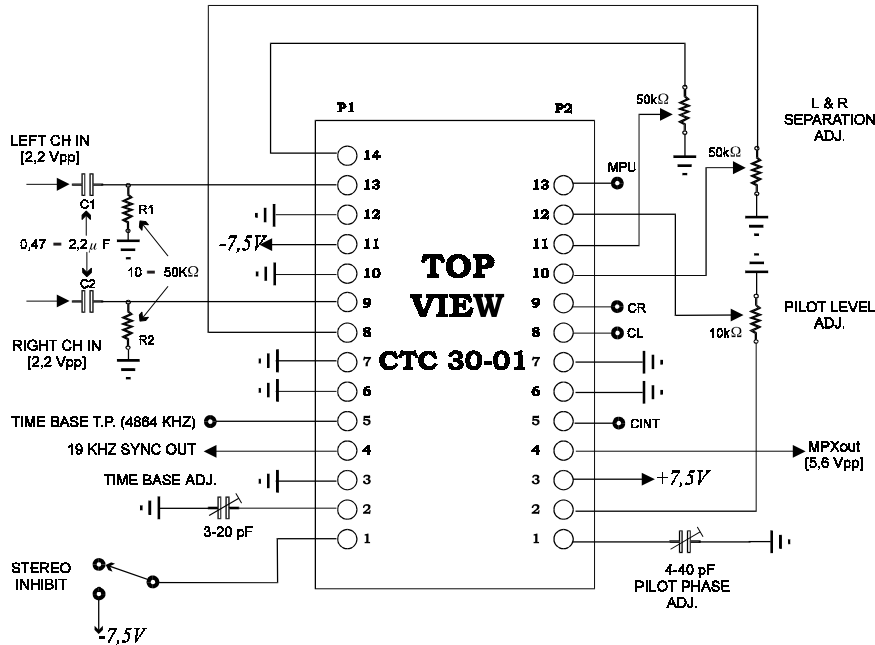 P1
P2
LEFT CH IN
[2,2 Vpp]
C1
R1
0,47 - 2,2μ F
10 - 50KΩ
C2
R2
RIGHT CH IN
[2,2 Vpp]
-7,5V
14
13
12
11
10
9
8
7
6
5
4
3
2
1
TOP
VIEW
CTC 30-01
13
12
11
10
9
8
7
6
5
4
3
2
1
50kΩ
L & R
SEPARATION
ADJ.
50kΩ
MPU
PILOT LEVEL
ADJ.
10kΩ
CR
CL
CINT
MPXout
[5,6 Vpp]
+7,5V
4-40 pF
PILOT PHASE
ADJ.
TIME BASE T.P. (4864 KHZ)
19 KHZ SYNC OUT
TIME BASE ADJ.
3-20 pF
STEREO
INHIBIT
-7,5V